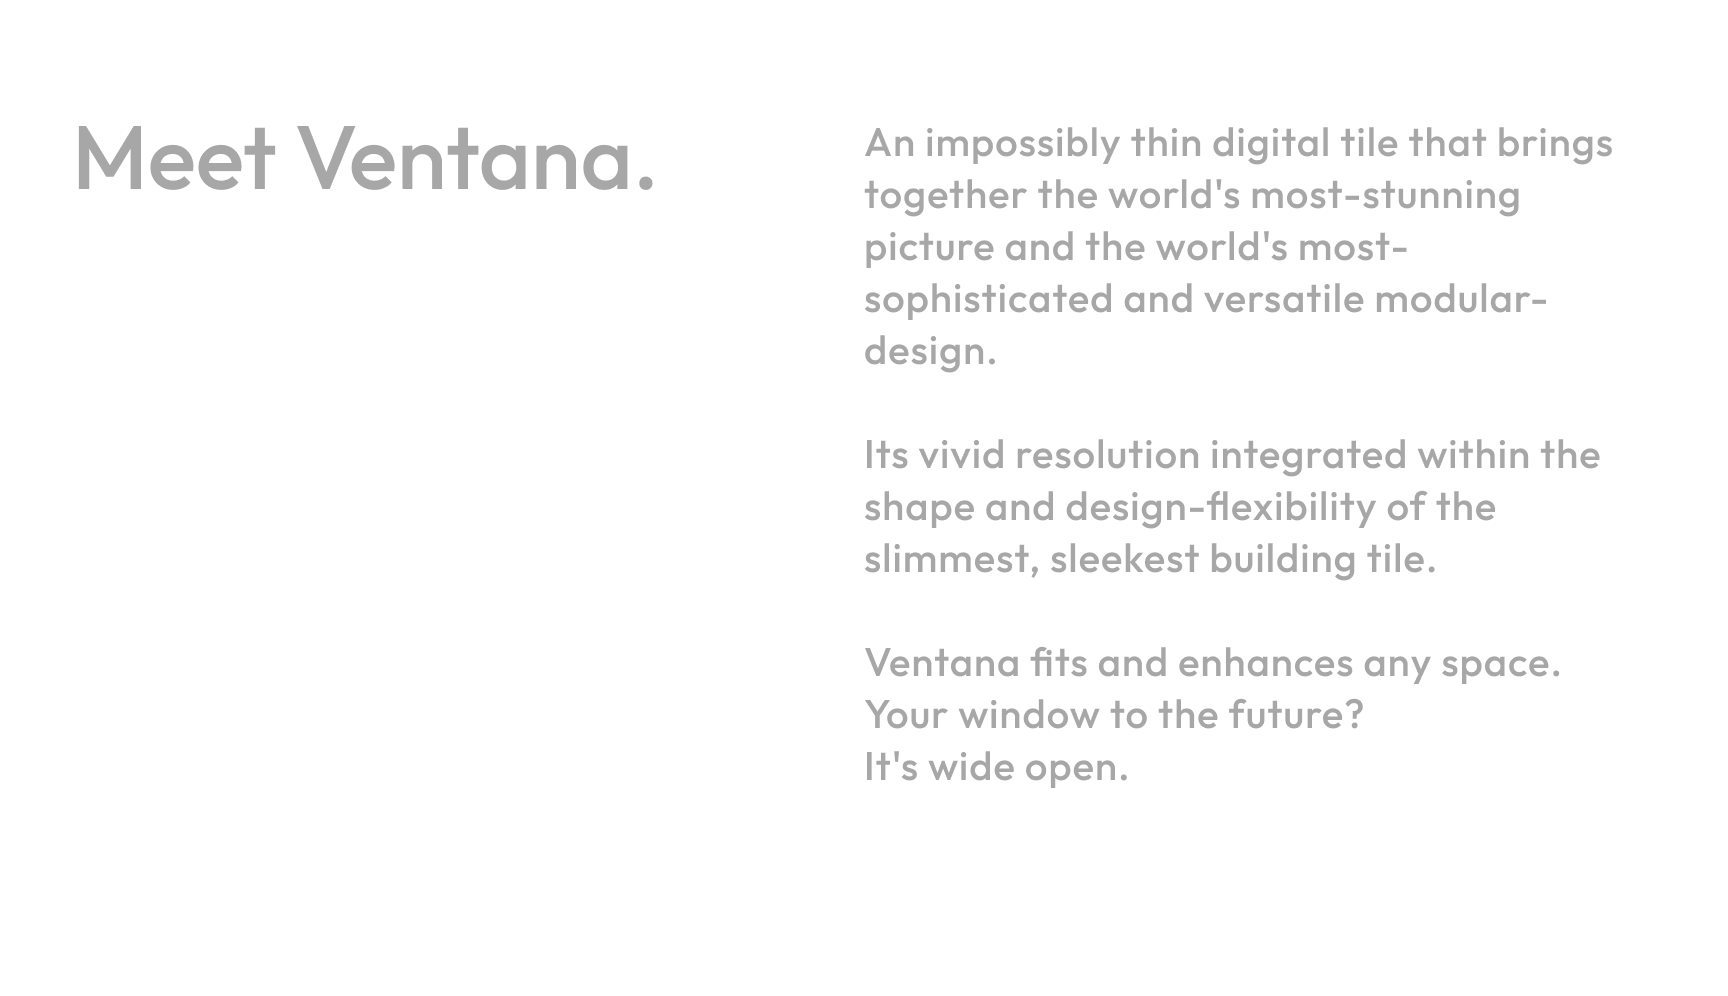 Meet Ventana.
An impossibly thin digital tile that brings
together the world's most-stunning
picture and the world's most-
sophisticated and versatile modular-
design.
Its vivid resolution integrated within the
shape and design-flexibility of the
slimmest, sleekest building tile.
Ventana fits and enhances any space.
Your window to the future?
It's wide open.